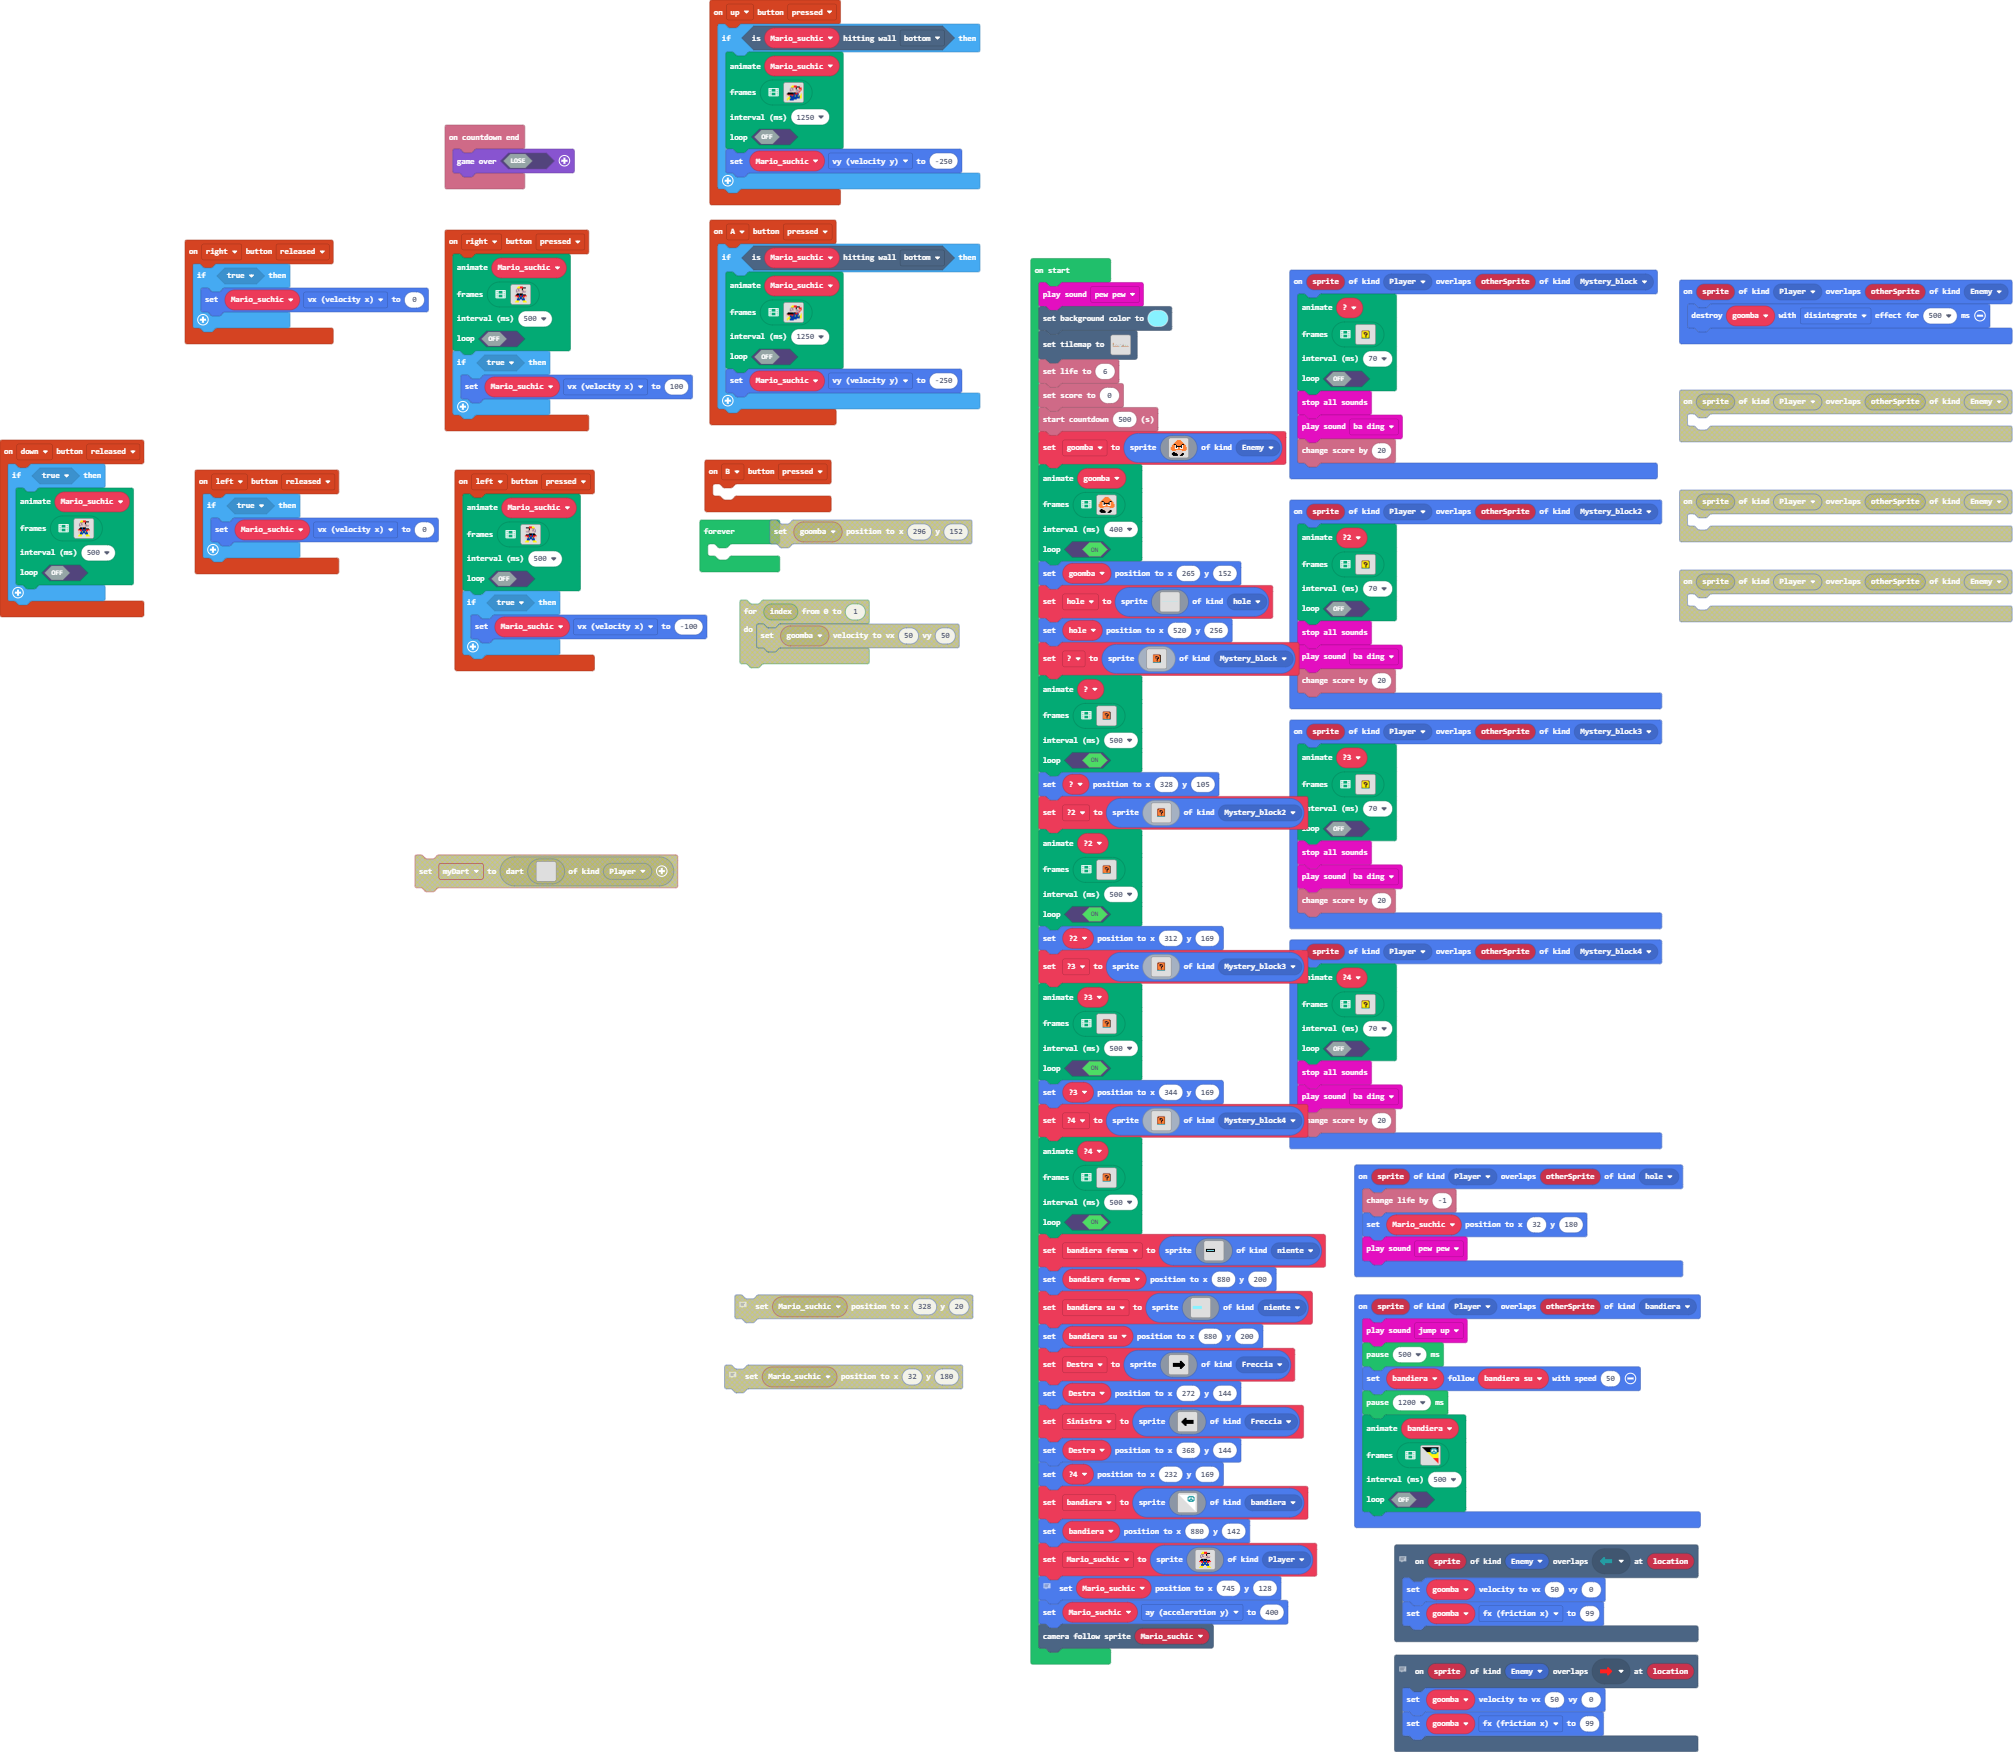 on up button pressed
if is Mario_suchic hitting wall bottom then
animate Mario_suchic
frames
interval (ms) 1250
loop OFF
set Mario_suchic vy (velocity y) to -250
on countdown end
game over LOSE
on right button released
if true then
set Mario_suchic vx (velocity x) to 0
on right button pressed
animate Mario_suchic
frames
interval (ms) 500
loop OFF
if true then
set Mario_suchic vx (velocity x) to 100
on A button pressed
if is Mario_suchic hitting wall bottom then
animate Mario_suchic
frames
interval (ms) 1250
loop OFF
set Mario_suchic vy (velocity y) to -250
on down button released
if true then
animate Mario_suchic
frames
interval (ms) 500
loop OFF
on left button released
if true then
set Mario_suchic vx (velocity x) to 0
on left button pressed
animate Mario_suchic
frames
interval (ms) 500
loop OFF
if true then
set Mario_suchic vx (velocity x) to -100
on B button pressed
forever
set goomba position to x 296 y 152
for index from 0 to 1
do
set goomba velocity to vx 50 vy 50
set myDart to dart of kind Player
set Mario_suchic position to x 328 y 20
set Mario_suchic position to x 32 y 180
on start
play sound pew pew
set background color to
set tilemap to
set life to 6
set score to 0
start countdown 500 (s)
set goomba to sprite of kind Enemy
animate goomba
frames
interval (ms) 400
loop ON
set goomba position to x 265 y 152
set hole to sprite of kind hole
set hole position to x 520 y 256
set ? to sprite of kind Mystery_block
animate ?
frames
interval (ms) 500
loop ON
set ? position to x 328 y 105
set ?2 to sprite of kind Mystery_block2
animate ?2
frames
interval (ms) 500
loop ON
set ?2 position to x 312 y 169
set ?3 to sprite of kind Mystery_block3
animate ?3
frames
interval (ms) 500
loop ON
set ?3 position to x 344 y 169
set ?4 to sprite of kind Mystery_block4
animate ?4
frames
interval (ms) 500
loop ON
set bandiera ferma to sprite of kind niente
set bandiera ferma position to x 880 y 200
set bandiera su to sprite of kind niente
set bandiera su position to x 880 y 200
set Destra to sprite of kind Freccia
set Destra position to x 272 y 144
set Sinistra to sprite of kind Freccia
set Destra position to x 368 y 144
set ?4 position to x 232 y 169
set bandiera to sprite of kind bandiera
set bandiera position to x 880 y 142
set Mario_suchic to sprite of kind Player
set Mario_suchic position to x 745 y 128
set Mario_suchic ay (acceleration y) to 400
camera follow sprite Mario_suchic
on sprite of kind Player overlaps otherSprite of kind Mystery_block
animate ?
frames
interval (ms) 70
loop OFF
stop all sounds
play sound ba ding
change score by 20
on sprite of kind Player overlaps otherSprite of kind Mystery_block2
animate ?2
frames
interval (ms) 70
loop OFF
stop all sounds
play sound ba ding
change score by 20
on sprite of kind Player overlaps otherSprite of kind Mystery_block3
animate ?3
frames
nterval (ms) 70
oop OFF
stop all sounds
play sound ba ding
change score by 20
sprite of kind Player overlaps otherSprite of kind Mystery_block4
nimate ?4
frames
interval (ms) 70
loop OFF
stop all sounds
play sound ba ding
ange score by 20
on sprite of kind Player overlaps otherSprite of kind hole
change life by -1
set Mario_suchic position to x 32 y 180
play sound pew pew
on sprite of kind Player overlaps otherSprite of kind bandiera
play sound jump up
pause 500 ms
set bandiera follow bandiera su with speed 50
pause 1200 ms
animate bandiera
frames
interval (ms) 500
loop OFF
on sprite of kind Enemy overlaps at location
set goomba velocity to vx 50 vy 0
set goomba fx (friction x) to 99
on sprite of kind Enemy overlaps at location
set goomba velocity to vx 50 vy 0
set goomba fx (friction x) to 99
on sprite of kind Player overlaps otherSprite of kind Enemy
destroy goomba with disintegrate effect for 500 ms
on sprite of kind Player overlaps otherSprite of kind Enemy
on sprite of kind Player overlaps otherSprite of kind Enemy
on sprite of kind Player overlaps otherSprite of kind Enemy